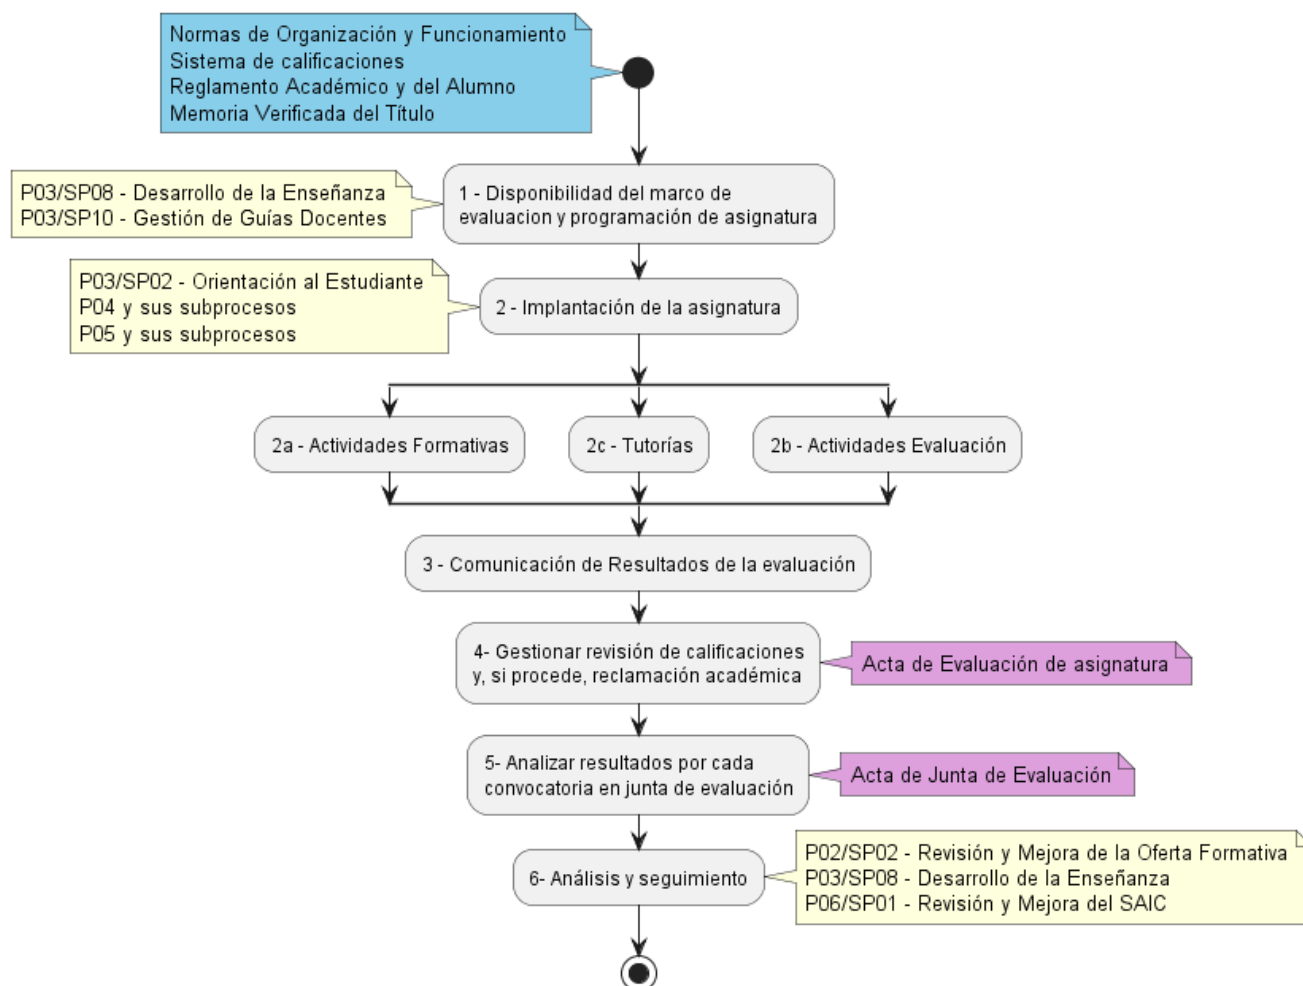 Normas de Organización y Funcionamiento
Sistema de calificaciones
Reglamento Académico y del Alumno
Memoria Verificada del Título
P03/SP08 - Desarrollo de la Enseñanza
P03/SP10 - Gestión de Guías Docentes
1 - Disponibilidad del marco de
evaluacion y programación de asignatura
P03/SP02 - Orientación al Estudiante
P04 y sus subprocesos
P05 y sus subprocesos
2 - Implantación de la asignatura
2a - Actividades Formativas
2c - Tutorías
2b - Actividades Evaluación
3 - Comunicación de Resultados de la evaluación
4- Gestionar revisión de calificaciones
y, si procede, reclamación académica
Acta de Evaluación de asignatura
5- Analizar resultados por cada
convocatoria en junta de evaluación
Acta de Junta de Evaluación
6- Análisis y seguimiento
P02/SP02 - Revisión y Mejora de la Oferta Formativa
P03/SP08 - Desarrollo de la Enseñanza
P06/SP01 - Revisión y Mejora del SAIC